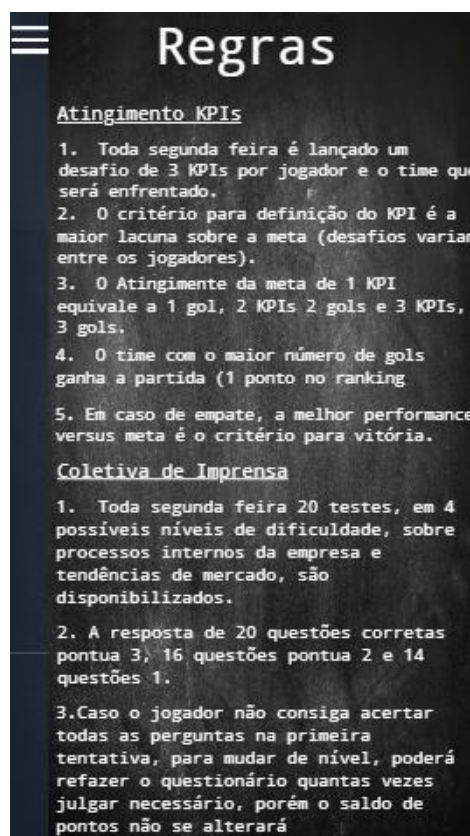 Regras
Atingimento KPIs
1. Toda segunda feira é lançado um
desafio de 3 KPIs por jogador e o time que
será enfrentado.
2. O critério para definição do KPI é a
maior lacuna sobre a meta (desafios variam
entre os jogadores).
3. O Atingimente da meta de 1 KPI
equivale a 1 gol, 2 KPIs 2 gols e 3 KPIs,
3 gols.
4. O time com o maior número de gols
ganha a partida (1 ponto no ranking
5. Em caso de empate, a melhor performance
versus meta é o critério para vitória.
Coletiva de Imprensa
1. Toda segunda feira 20 testes, em 4
possíveis níveis de dificuldade, sobre
processos internos da empresa e
tendências de mercado, são
disponibilizados.
2. A resposta de 20 questões corretas
pontua 3, 16 questões pontua 2 e 14
questões 1.
3.Caso o jogador não consiga acertar
todas as perguntas na primeira
tentativa, para mudar de nível, poderá
refazer o questionário quantas vezes
julgar necessário, porém o saldo de
pontos não se alterará